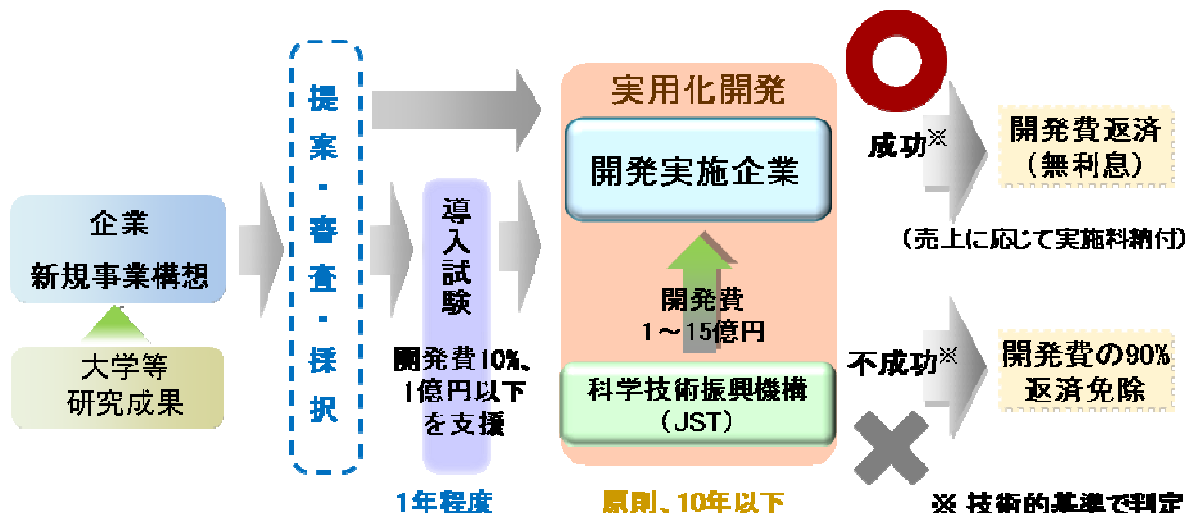 企業
新規事業構想
大学等
研究成果
提案・審査・採択
導入試験
開発費10%、
1億円以下
を支援
1年程度
実用化開発
開発実施企業
開発費
1～15億円
科学技術振興機構
（JST）
原則、10年以下
成功※
開発費返済
（無利息）
（売上に応じて実施料納付）
不成功※
開発費の90%
返済免除
※ 技術的基準で判定